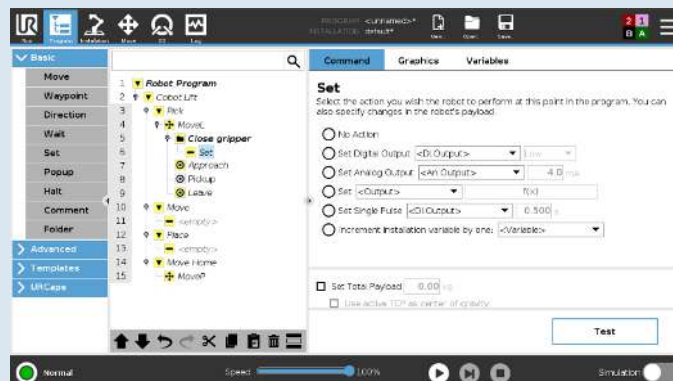 UR
Run
Program
Installation
Move
I/O
Log
PROGRAM <unnamed>*
INSTALLATION default*
New...
Open...
Save...
2 1
B A
Basic
Move
Waypoint
Direction
Wait
Set
Popup
Halt
Comment
Folder
Advanced
Templates
URCaps
1 Robot Program
2 Cobot Lift
3 Pick
4 MoveL
5 Close gripper
6 Set
7 Approach
8 Pickup
9 Leave
10 Move
11 <empty>
12 Place
13 <empty>
14 Move Home
15 MoveP
Command Graphics Variables
Set
Select the action you wish the robot to perform at this point in the program. You can
also specify changes in the robot's payload
No Action
Set Digital Output <DI.Output> Low
Set Analog Output <An.Output> 4.0 ma
Set <Output> f(x)
Set Single Pulse <DI.Output> 0.500 s
Increment installation variable by one: <Variable>
Set Total Payload 0.00 kg
Use active TCP as center of gravity
Test
Normal
Speed 100%
Simulation